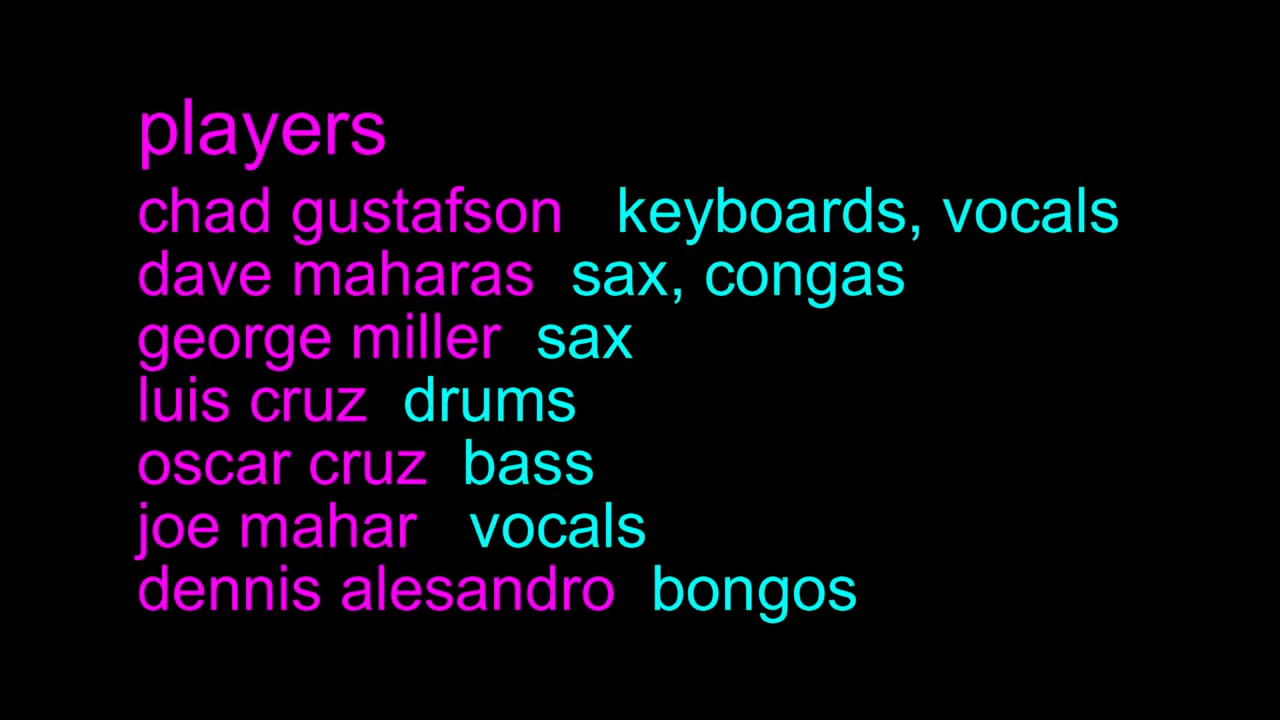 players
chad gustafson keyboards, vocals
dave maharas sax, congas
george miller sax
luis cruz drums
oscar cruz bass
joe mahar vocals
dennis alesandro bongos